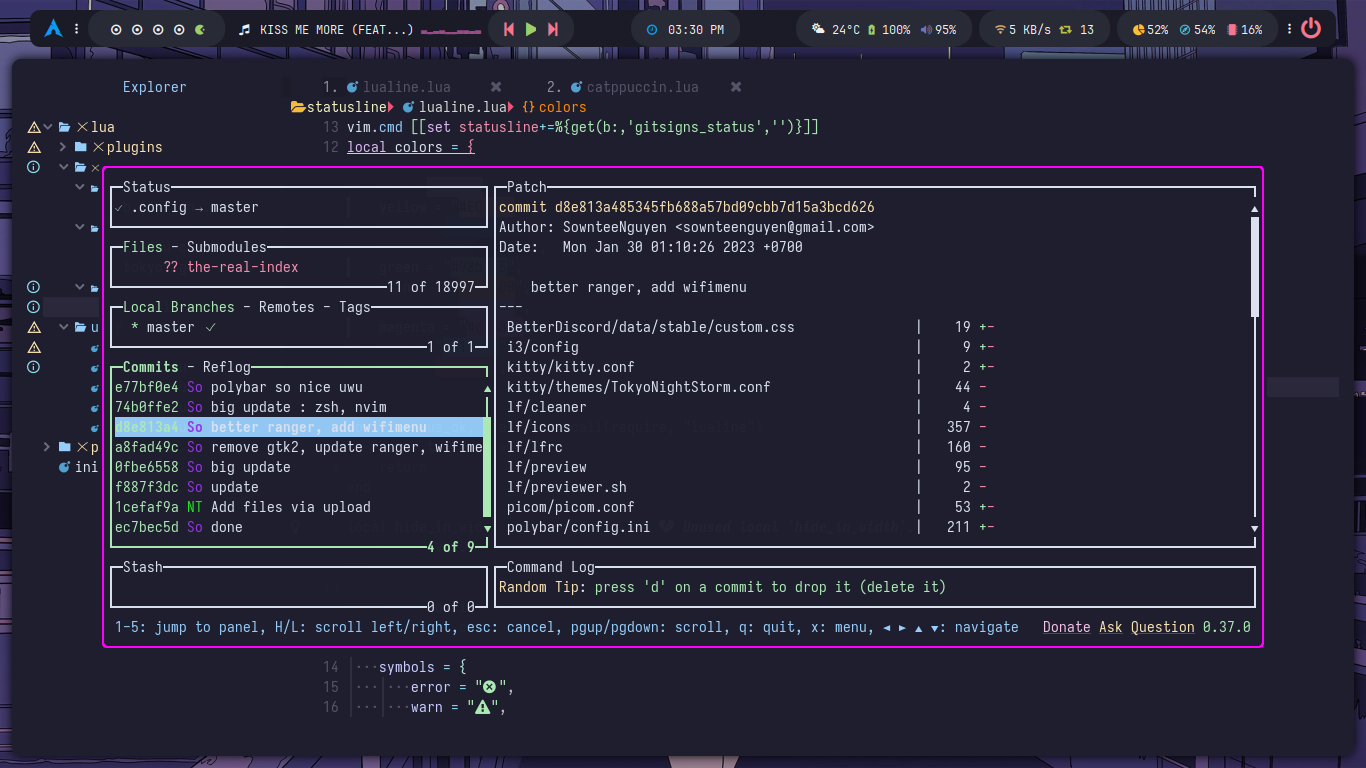 KISS ME MORE (FEAT...)
03:30 PM
24°C 100% 95%
5 KB/s 13
52% 54% 16%
Explorer
1. lualine.lua
2. catppuccin.lua
statusline lualine.lua {} colors
lua
13 vim.cmd [[set statusline+=%{get(b:,'gitsigns_status','')}]]
plugins
12 local colors = {
Status
✓ .config → master
Files - Submodules
?? the-real-index
11 of 18997
Local Branches - Remotes - Tags
* master ✓
1 of 1
Commits - Reflog
e77bf0e4 So polybar so nice uwu
74b0ffe2 So big update : zsh, nvim
d8e813a4 So better ranger, add wifimenu
a8fad49c So remove gtk2, update ranger, wifime
0fbe6558 So big update
f887f3dc So update
1cefaf9a NT Add files via upload
ec7bec5d So done
4 of 9
Stash
0 of 0
Patch
commit d8e813a485345fb688a57bd09cbb7d15a3bcd626
Author: SownteeNguyen <sownteenguyen@gmail.com>
Date: Mon Jan 30 01:10:26 2023 +0700
better ranger, add wifimenu
---
BetterDiscord/data/stable/custom.css | 19 +-
i3/config | 9 +-
kitty/kitty.conf | 2 +-
kitty/themes/TokyoNightStorm.conf | 44 -
lf/cleaner | 4 -
lf/icons | 357 -
lf/lfrc | 160 -
lf/preview | 95 -
lf/previewer.sh | 2 -
picom/picom.conf | 53 +-
polybar/config.ini | 211 +-
Command Log
Random Tip: press 'd' on a commit to drop it (delete it)
1-5: jump to panel, H/L: scroll left/right, esc: cancel, pgup/pgdown: scroll, q: quit, x: menu, ◄ ► ▲ ▼: navigate Donate Ask Question 0.37.0
u
p
ini
14 symbols = {
15 error = "",
16 warn = "",